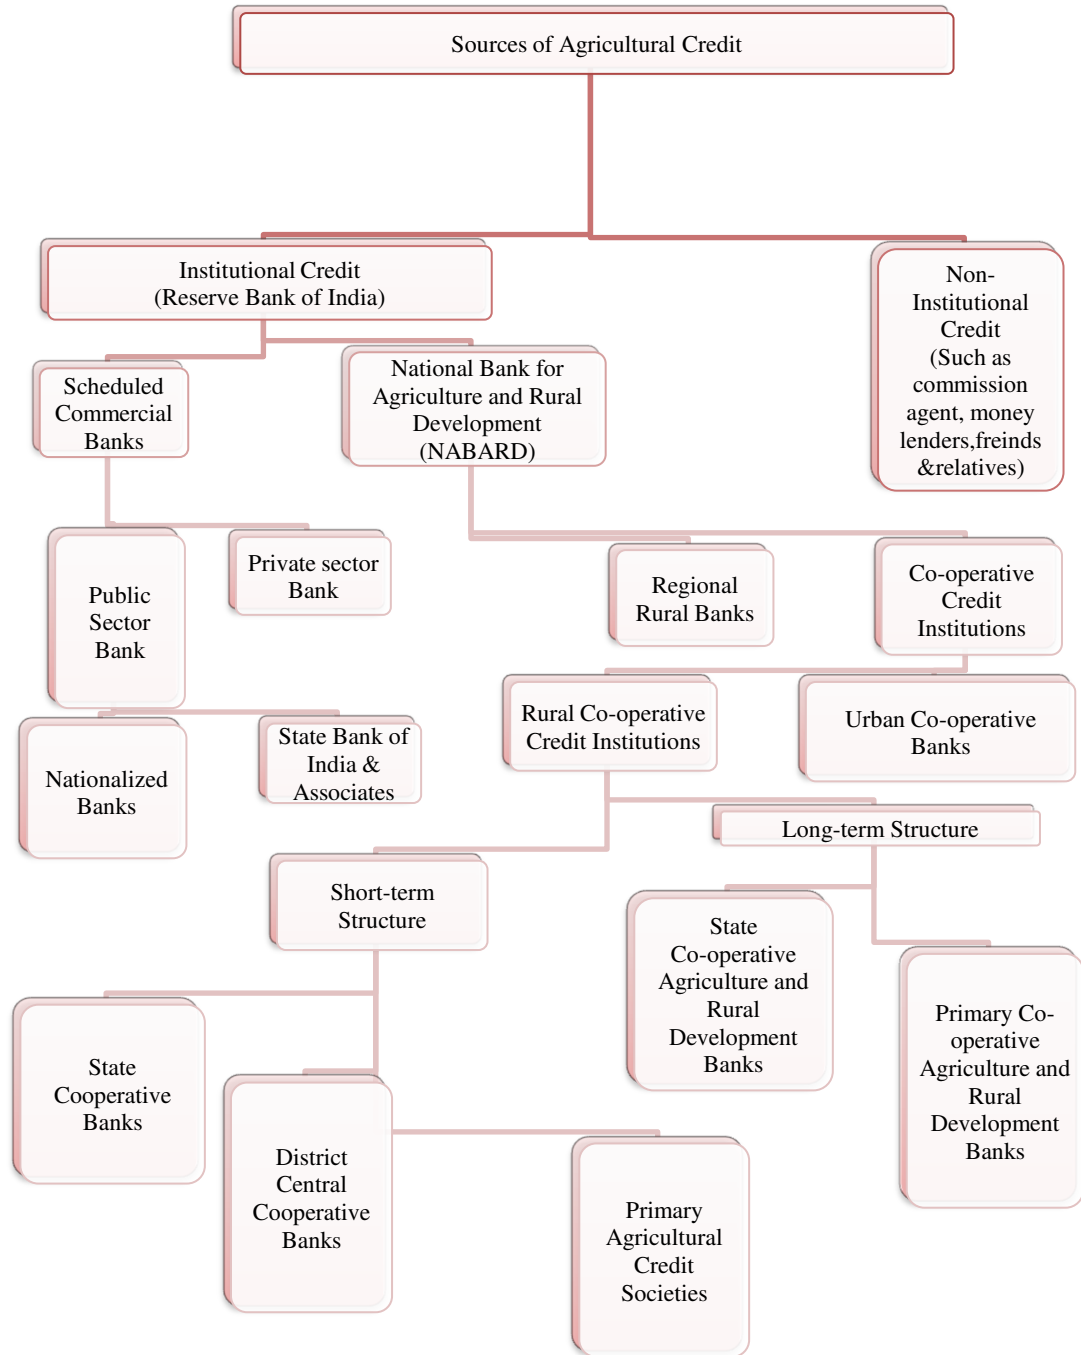 Sources of Agricultural Credit
Institutional Credit
(Reserve Bank of India)
Non-
Institutional
Credit
(Such as
commission
agent, money
lenders,freinds
&relatives)
Scheduled
Commercial
Banks
National Bank for
Agriculture and Rural
Development
(NABARD)
Public
Sector
Bank
Private sector
Bank
Regional
Rural Banks
Co-operative
Credit
Institutions
Nationalized
Banks
State Bank of
India &
Associates
Rural Co-operative
Credit Institutions
Urban Co-operative
Banks
Short-term
Structure
Long-term Structure
State
Co-operative
Agriculture and
Rural
Development
Banks
Primary Co-
operative
Agriculture and
Rural
Development
Banks
State
Cooperative
Banks
District
Central
Cooperative
Banks
Primary
Agricultural
Credit
Societies